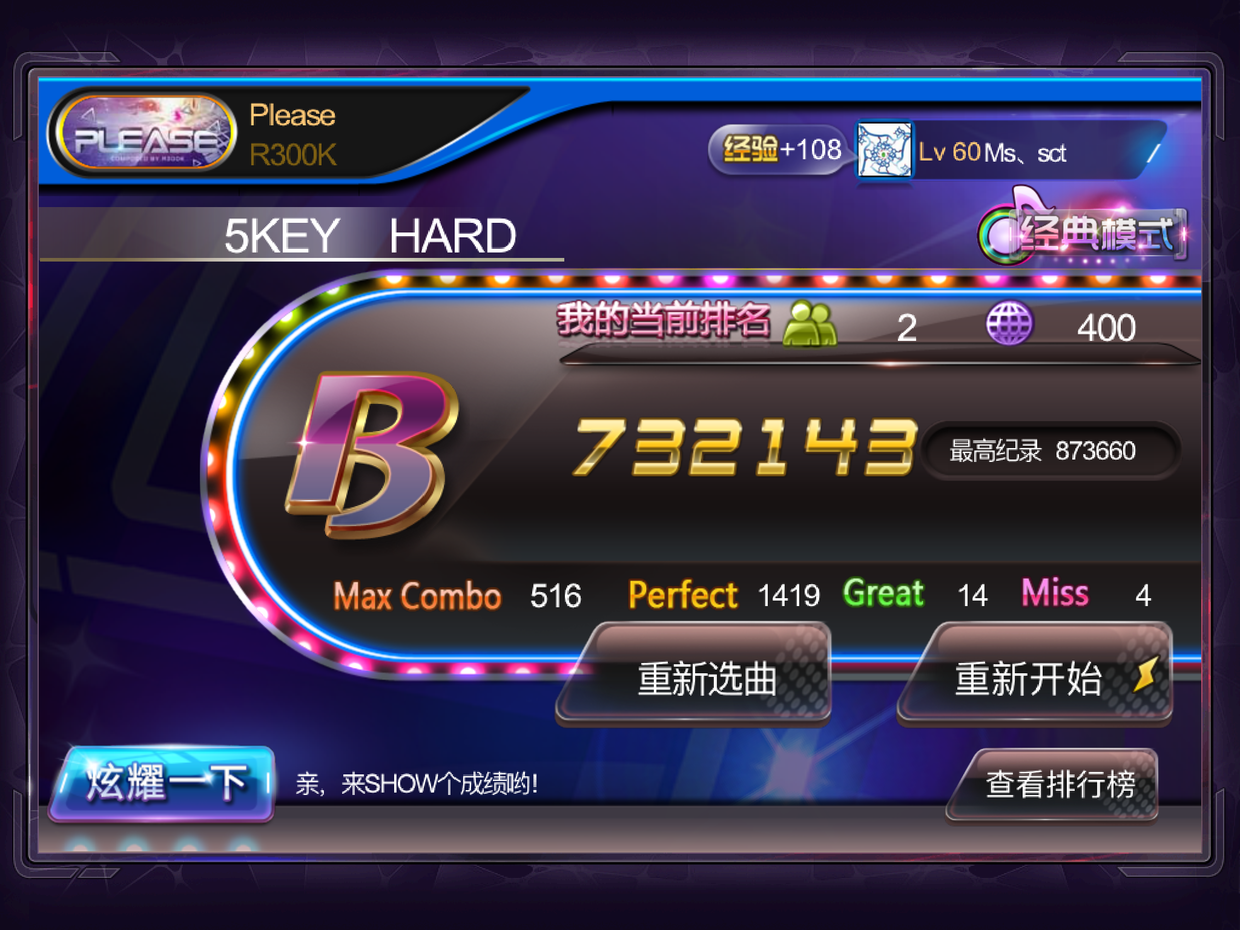 PLEASE
COMPOSED BY R300K
Please
R300K
经验+108
Lv 60 Ms、sct
5KEY HARD
经典模式
我的当前排名 2 400
B
732143
最高纪录 873660
Max Combo 516 Perfect 1419 Great 14 Miss 4
重新选曲
重新开始
炫耀一下
亲，来SHOW个成绩哟!
查看排行榜